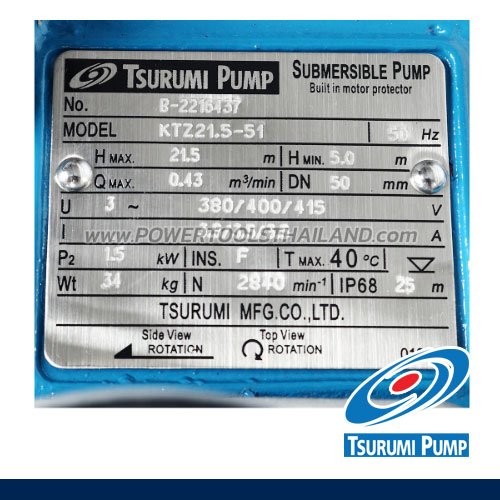 TSURUMI PUMP
SUBMERSIBLE PUMP
Built in motor protector
No. B-2216437
MODEL KTZ21.5-51 50 Hz
H MAX. 21.5 m H MIN. 5.0 m
Q MAX. 0.43 m³/min DN 50 mm
U 3 ~ 380/400/415 V
I A
WWW.POWERTOOLSTHAILAND.COM
P2 1.5 kW INS. F T MAX. 40 °C
Wt 34 kg N 2840 min⁻¹ IP68 25 m
TSURUMI MFG.CO.,LTD.
Side View ROTATION Top View ROTATION
TSURUMI PUMP